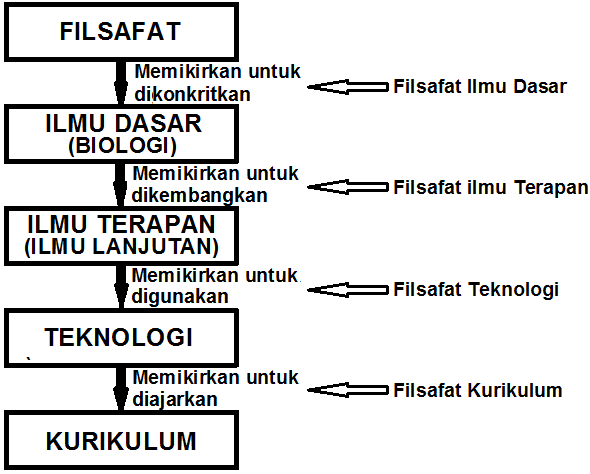 FILSAFAT
Memikirkan untuk
dikonkritkan
Filsafat Ilmu Dasar
ILMU DASAR
(BIOLOGI)
Memikirkan untuk
dikembangkan
Filsafat ilmu Terapan
ILMU TERAPAN
(ILMU LANJUTAN)
Memikirkan untuk
digunakan
Filsafat Teknologi
TEKNOLOGI
Memikirkan untuk
diajarkan
Filsafat Kurikulum
KURIKULUM